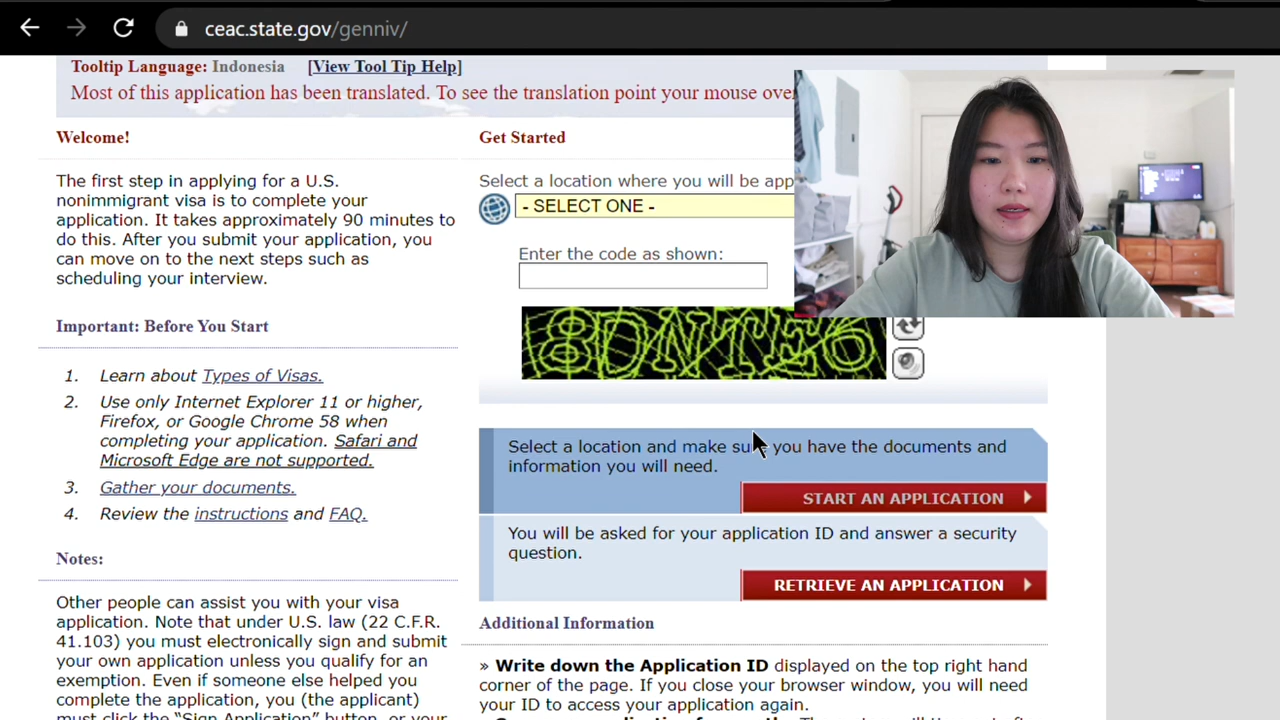 ceac.state.gov/genniv/
Tooltip Language: Indonesia [View Tool Tip Help]
Most of this application has been translated. To see the translation point your mouse over
Welcome!
The first step in applying for a U.S.
nonimmigrant visa is to complete your
application. It takes approximately 90 minutes to
do this. After you submit your application, you
can move on to the next steps such as
scheduling your interview.
Important: Before You Start
1. Learn about Types of Visas.
2. Use only Internet Explorer 11 or higher,
Firefox, or Google Chrome 58 when
completing your application. Safari and
Microsoft Edge are not supported.
3. Gather your documents.
4. Review the instructions and FAQ.
Notes:
Other people can assist you with your visa
application. Note that under U.S. law (22 C.F.R.
41.103) you must electronically sign and submit
your own application unless you qualify for an
exemption. Even if someone else helped you
complete the application, you (the applicant)
must click the “Sign Application” button, or your
Get Started
Select a location where you will be app
- SELECT ONE -
Enter the code as shown:
8DNTE6
Select a location and make sure you have the documents and
information you will need.
START AN APPLICATION
You will be asked for your application ID and answer a security
question.
RETRIEVE AN APPLICATION
Additional Information
» Write down the Application ID displayed on the top right hand
corner of the page. If you close your browser window, you will need
your ID to access your application again.